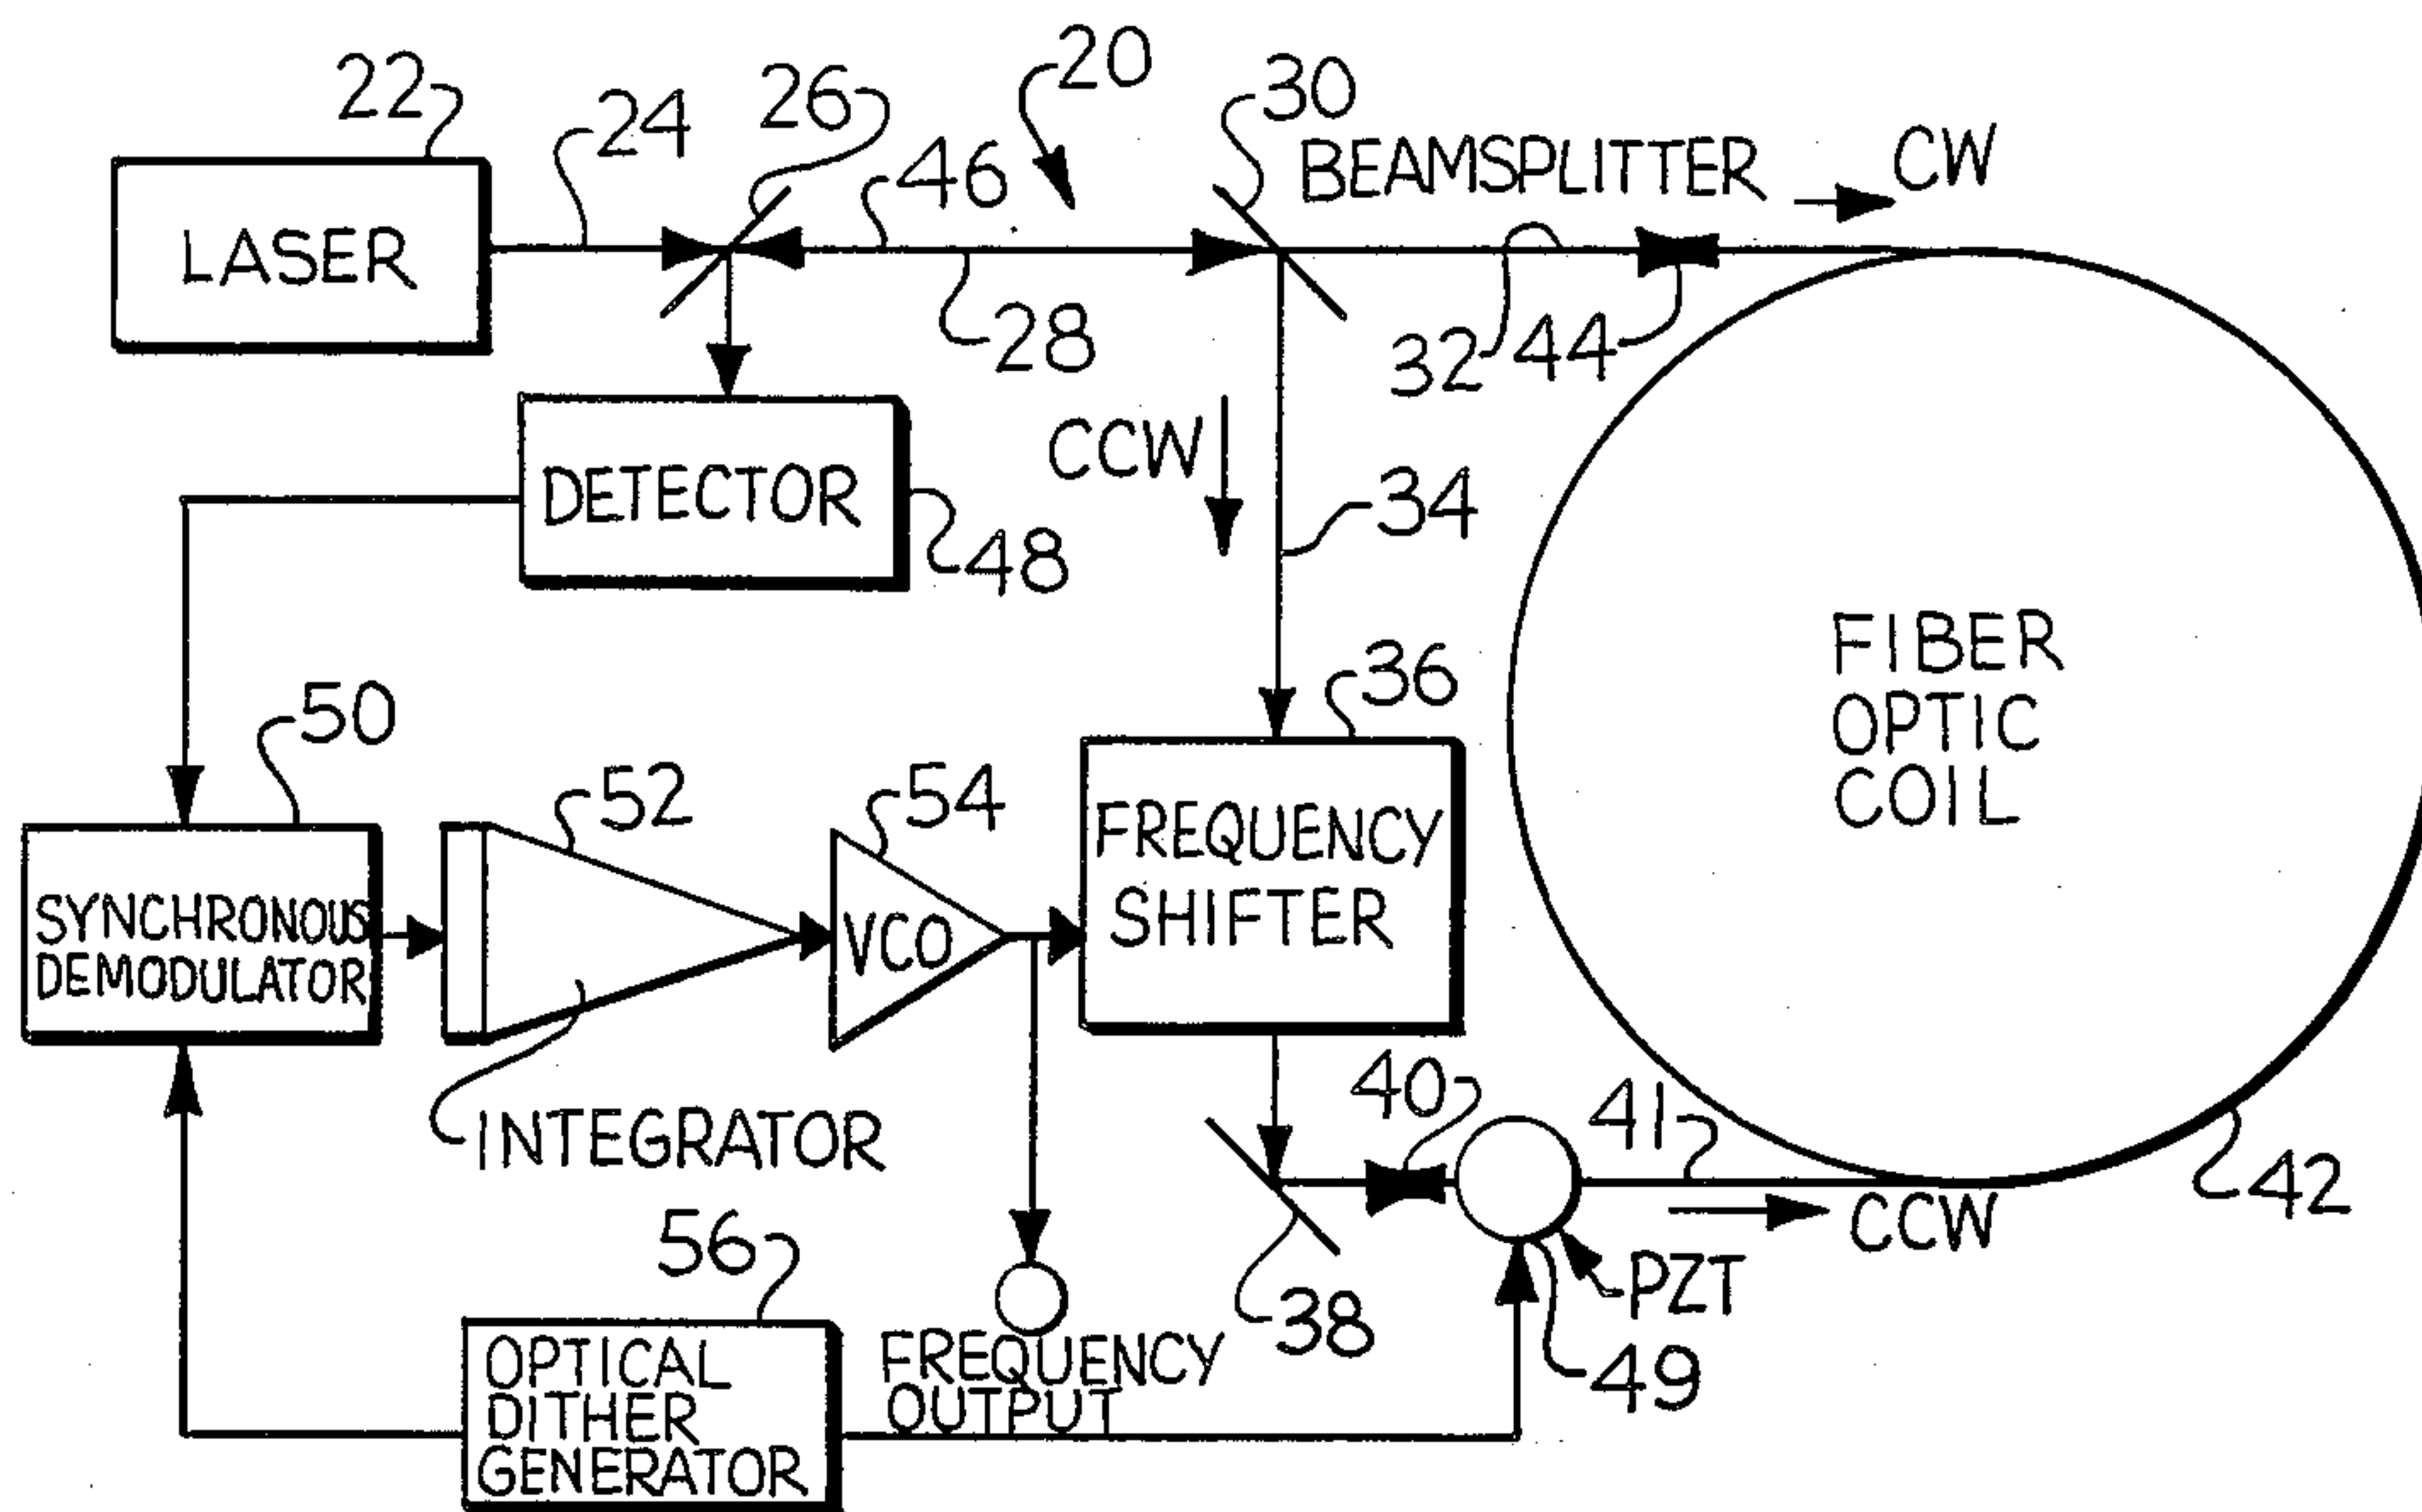 22
24
26
20
30
BEAMSPLITTER
CW
46
LASER
28
32
44
DETECTOR
CCW
34
48
FIBER
OPTIC
COIL
36
50
52
54
FREQUENCY
SHIFTER
SYNCHRONOUS
DEMODULATOR
VCO
INTEGRATOR
40
41
42
CCW
56
38
PZT
49
OPTICAL
DITHER
GENERATOR
FREQUENCY
OUTPUT